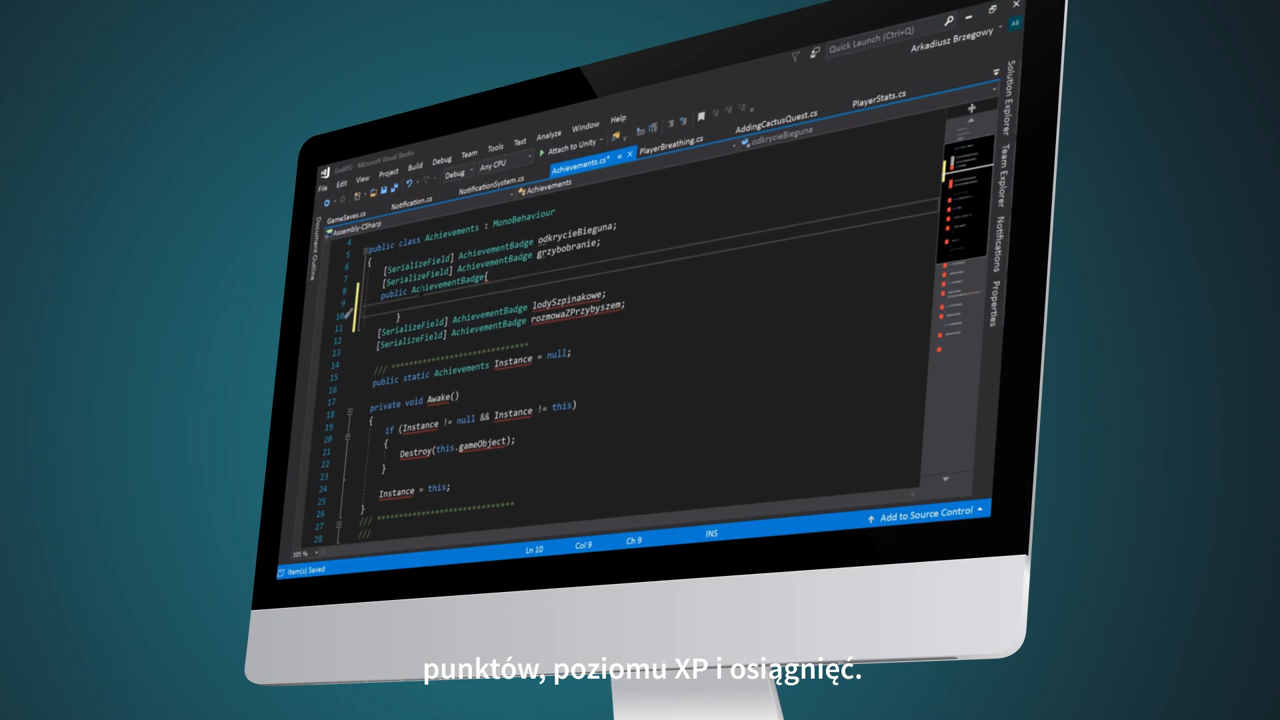 Quick Launch (Ctrl+Q)
Microsoft Visual Studio
Arkadiusz Brzegowy
AB
File Edit View Project Build Debug Team Tools Test Analyze Window Help
Debug Any CPU Attach to Unity
GameSaves.cs Notification.cs NotificationSystem.cs Achievements.cs* PlayerBreathing.cs AddingCactusQuest.cs PlayerStats.cs
Assembly-CSharp Achievements odkrycieBieguna
Document Outline
Solution Explorer
Team Explorer
Notifications
Properties
4
5 public class Achievements : MonoBehaviour
6 {
7 [SerializeField] AchievementBadge odkrycieBieguna;
8 [SerializeField] AchievementBadge grzybobranie;
9 public AchievementBadge{
10
11 }
12 [SerializeField] AchievementBadge lodySzpinakowe;
13 [SerializeField] AchievementBadge rozmowaZPrzybyszem;
14
15 /// ******************************
16 public static Achievements Instance = null;
17
18 private void Awake()
19 {
20 if (Instance != null && Instance != this)
21 {
22 Destroy(this.gameObject);
23 }
24
25 Instance = this;
26 }
27 /// ******************************
28 ///
105 %
Item(s) Saved Ln 10 Col 9 Ch 9 INS Add to Source Control
punktów, poziomu XP i osiągnięć.